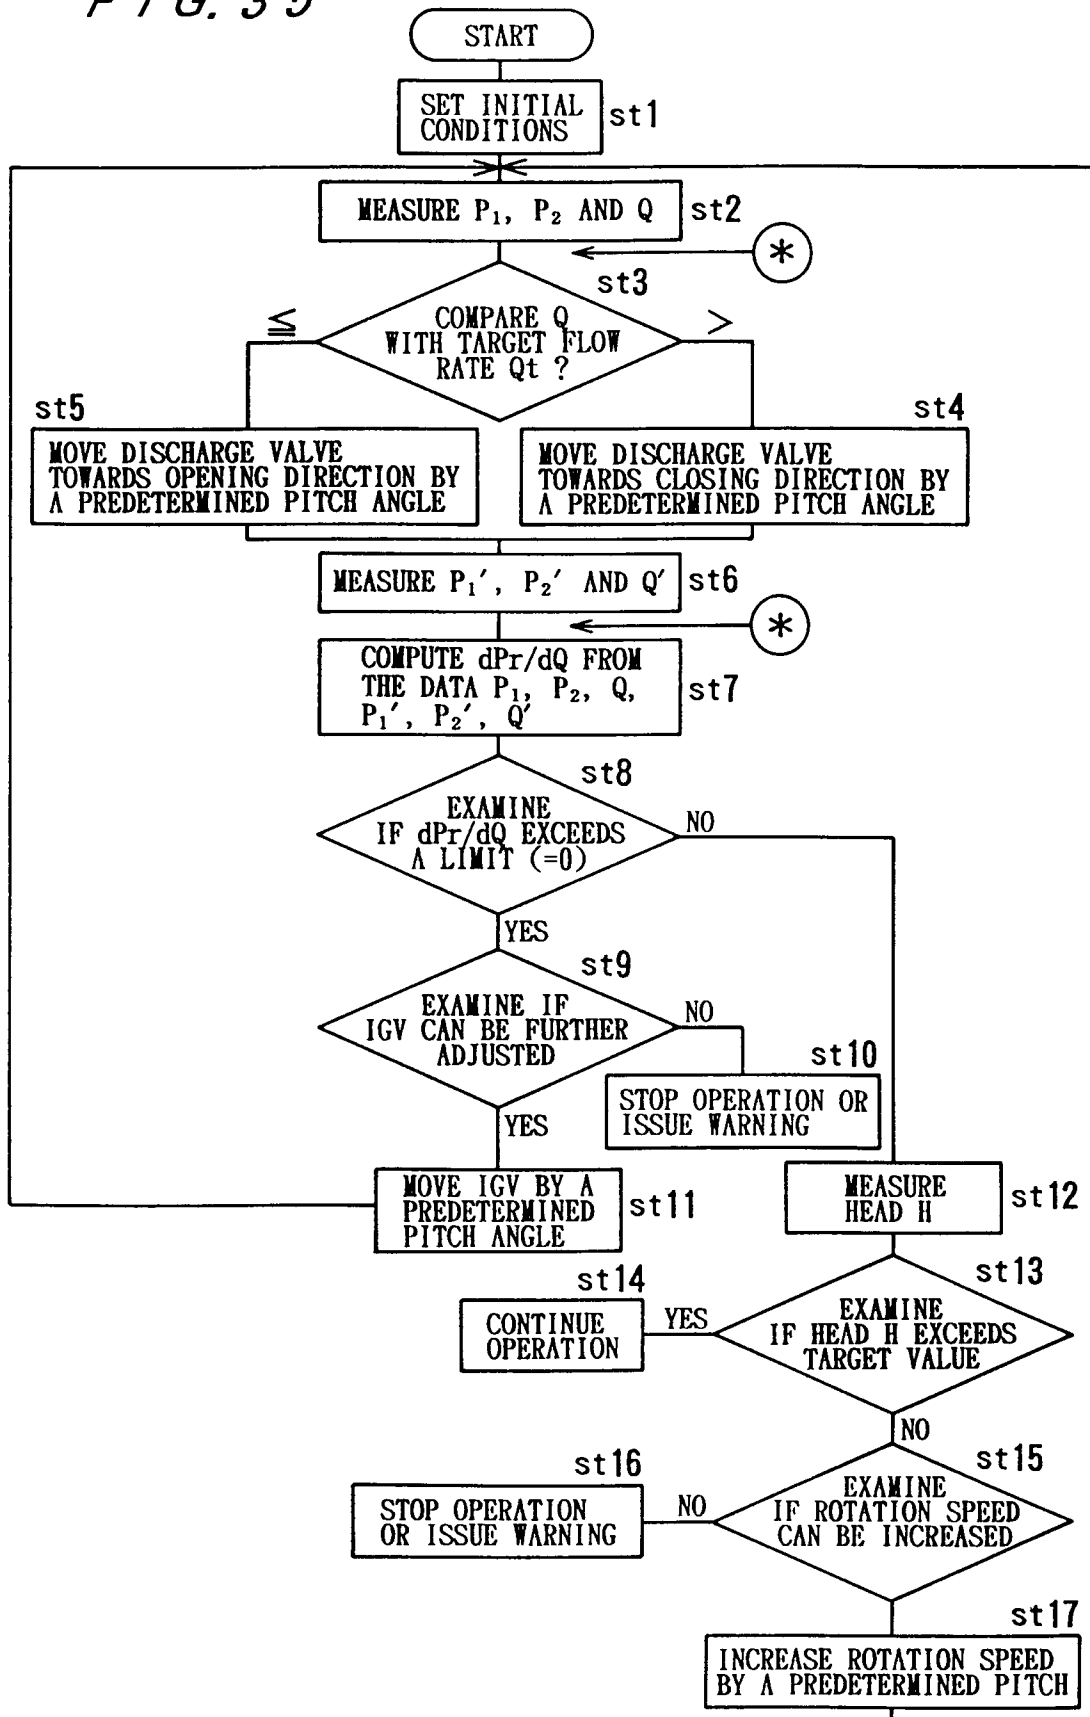 FIG. 35
START
SET INITIAL
CONDITIONS
st1
MEASURE P₁, P₂ AND Q
st2
*
st3
COMPARE Q
WITH TARGET FLOW
RATE Qt ?
≦
>
st5
MOVE DISCHARGE VALVE
TOWARDS OPENING DIRECTION BY
A PREDETERMINED PITCH ANGLE
st4
MOVE DISCHARGE VALVE
TOWARDS CLOSING DIRECTION BY
A PREDETERMINED PITCH ANGLE
MEASURE P₁', P₂' AND Q'
st6
*
COMPUTE dPr/dQ FROM
THE DATA P₁, P₂, Q,
P₁', P₂', Q'
st7
st8
EXAMINE
IF dPr/dQ EXCEEDS
A LIMIT (=0)
NO
YES
st9
EXAMINE IF
IGV CAN BE FURTHER
ADJUSTED
NO
st10
STOP OPERATION OR
ISSUE WARNING
YES
MOVE IGV BY A
PREDETERMINED
PITCH ANGLE
st11
MEASURE
HEAD H
st12
st13
EXAMINE
IF HEAD H EXCEEDS
TARGET VALUE
YES
st14
CONTINUE
OPERATION
NO
st15
EXAMINE
IF ROTATION SPEED
CAN BE INCREASED
NO
st16
STOP OPERATION
OR ISSUE WARNING
st17
INCREASE ROTATION SPEED
BY A PREDETERMINED PITCH